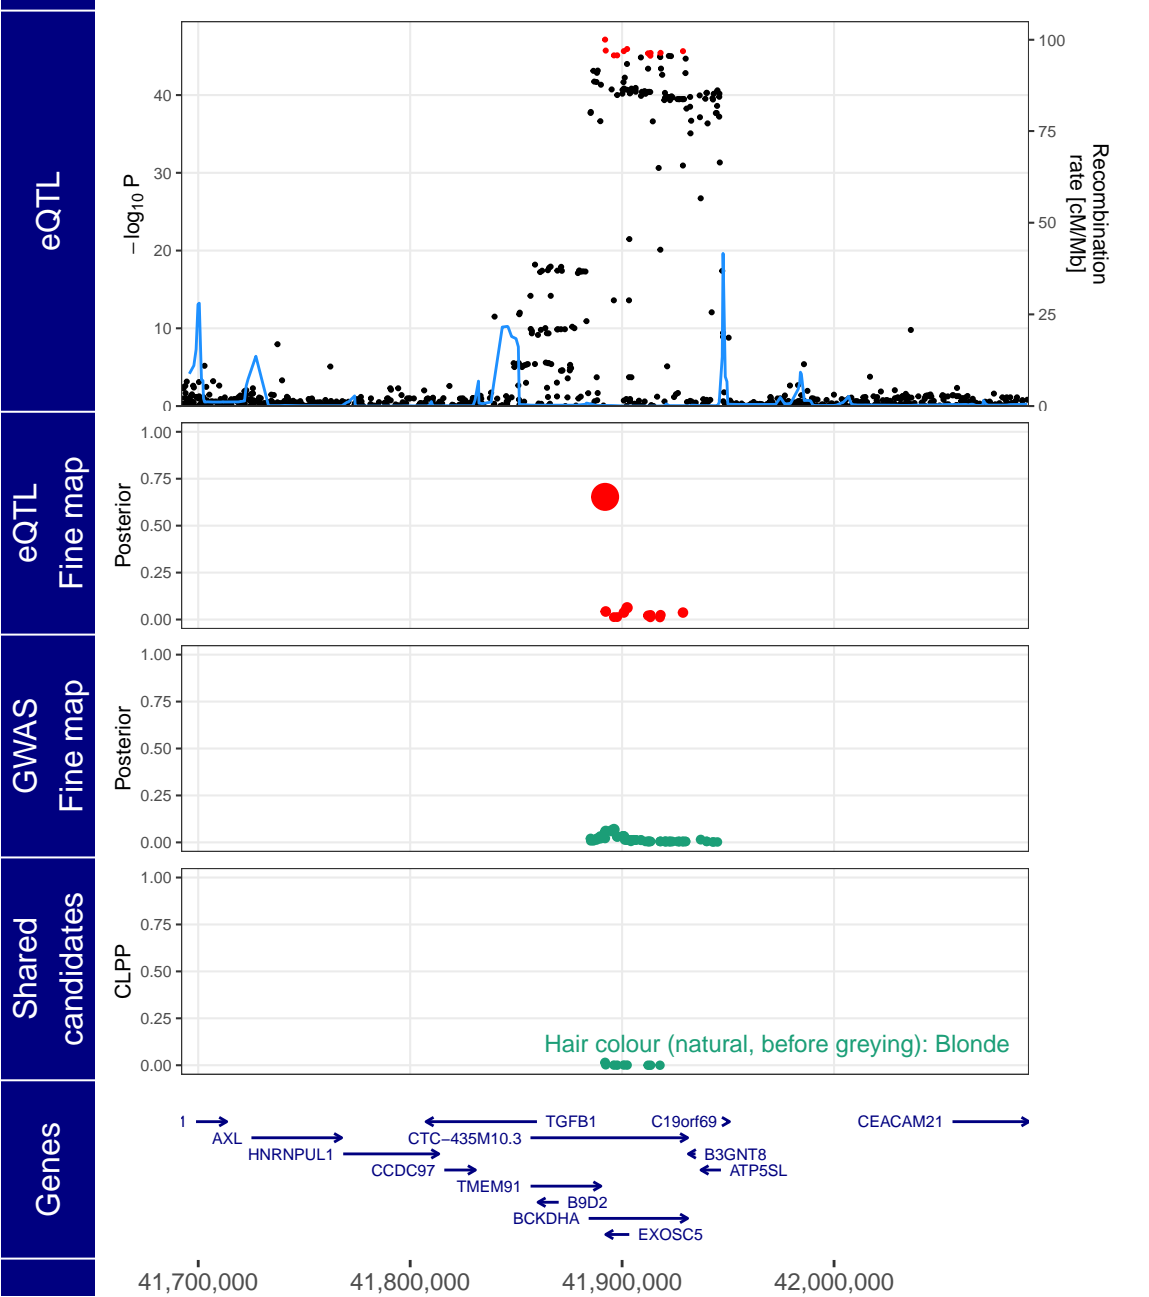 eQTL
−log10 P
40
30
20
10
0
100
75
50
25
0
Recombination
rate [cM/Mb]
eQTL
Fine map
Posterior
1.00
0.75
0.50
0.25
0.00
GWAS
Fine map
Posterior
1.00
0.75
0.50
0.25
0.00
Shared
candidates
CLPP
1.00
0.75
0.50
0.25
0.00
Hair colour (natural, before greying): Blonde
Genes
1
TGFB1
C19orf69
CEACAM21
AXL
CTC−435M10.3
HNRNPUL1
B3GNT8
CCDC97
ATP5SL
TMEM91
B9D2
BCKDHA
EXOSC5
41,700,000
41,800,000
41,900,000
42,000,000